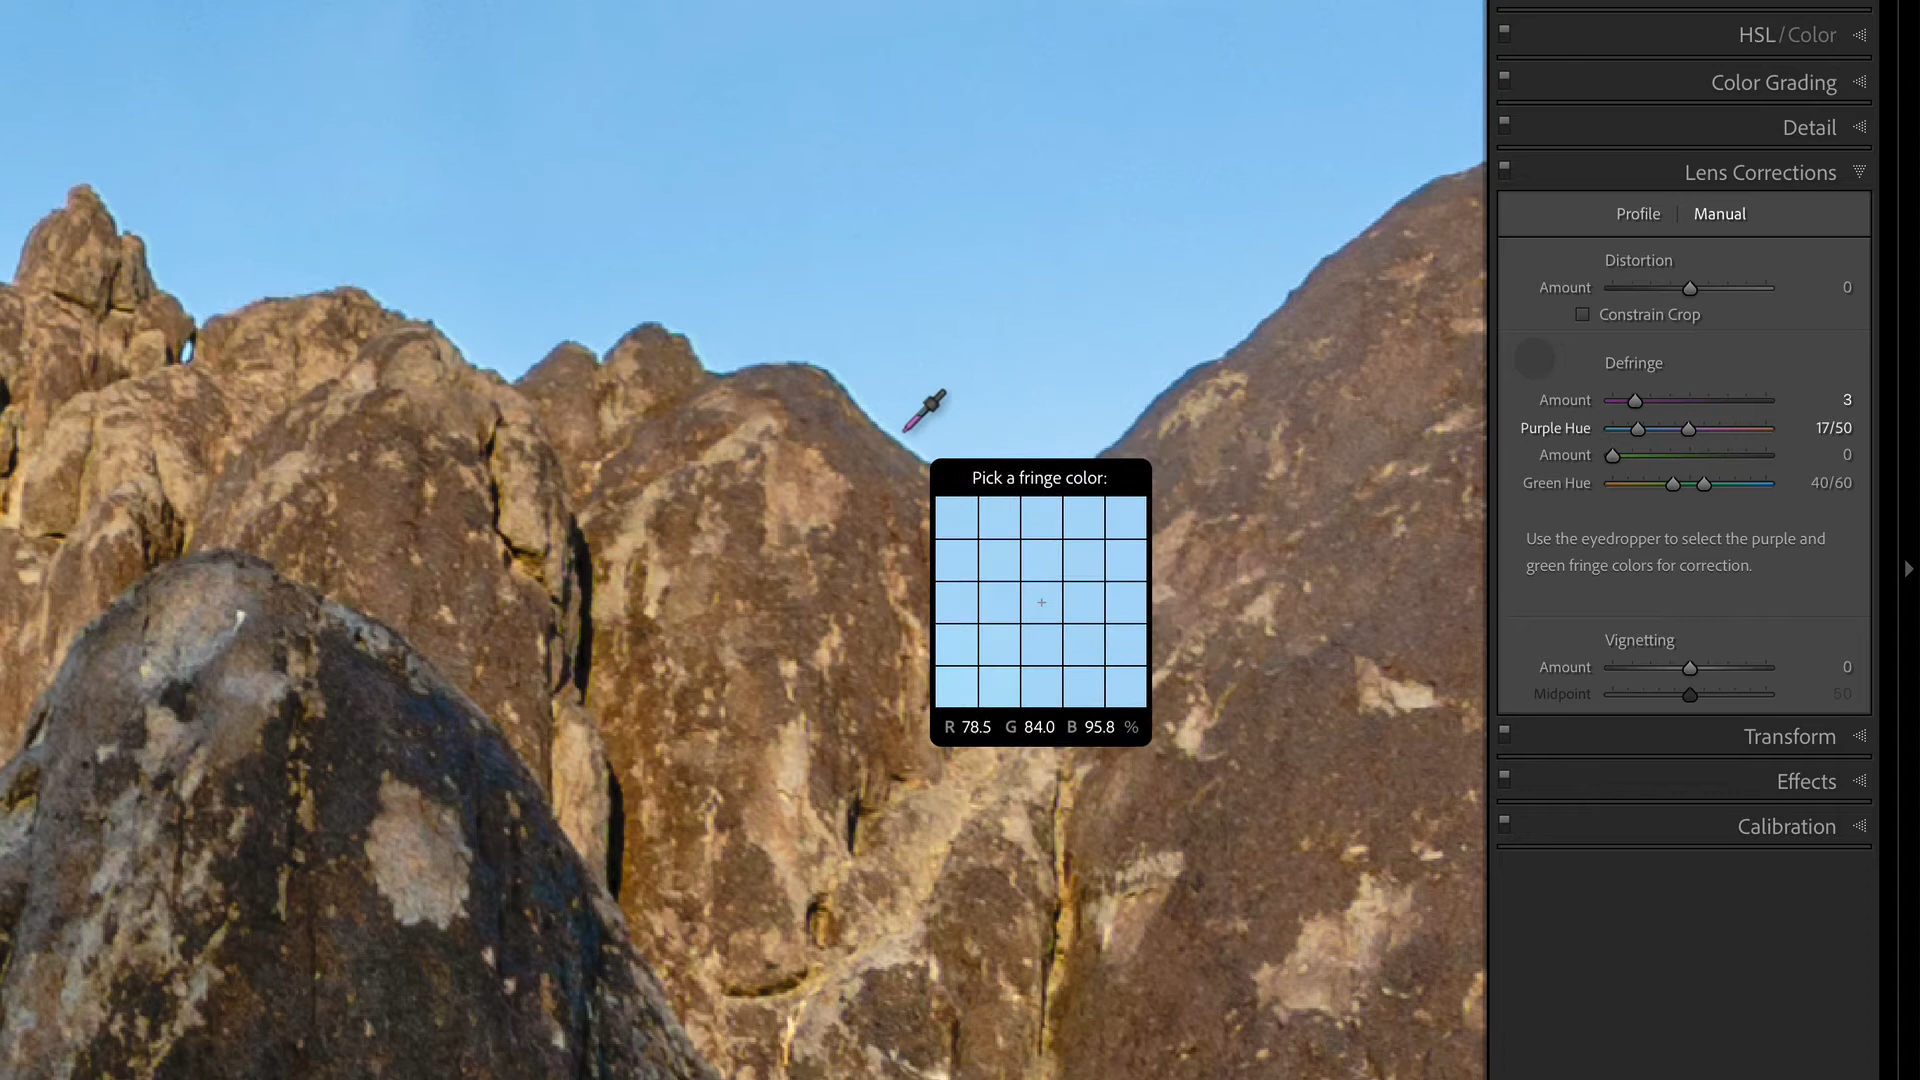 HSL / Color
Color Grading
Detail
Lens Corrections
Profile | Manual
Distortion
Amount 0
Constrain Crop
Defringe
Amount 3
Purple Hue 17/50
Amount 0
Green Hue 40/60
Use the eyedropper to select the purple and
green fringe colors for correction.
Vignetting
Amount 0
Midpoint 50
Transform
Effects
Calibration
Pick a fringe color:
R 78.5 G 84.0 B 95.8 %